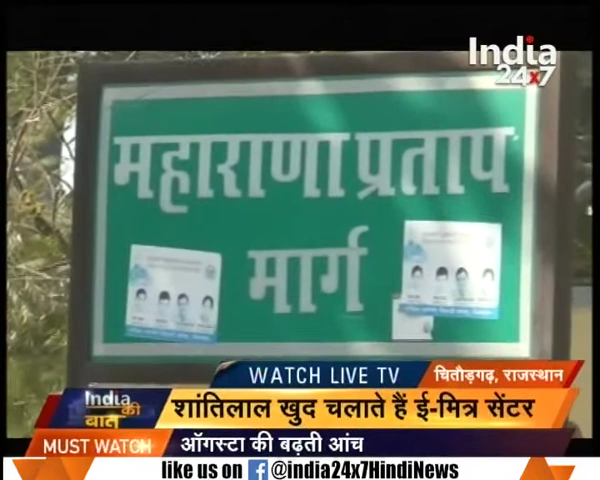 India
24x7
महाराणा प्रताप
मार्ग
WATCH LIVE TV
चितौड़गढ़, राजस्थान
India
की
बात
शांतिलाल खुद चलाते हैं ई-मित्र सेंटर
MUST WATCH
ऑगस्टा की बढ़ती आंच
like us on f @india24x7HindiNews